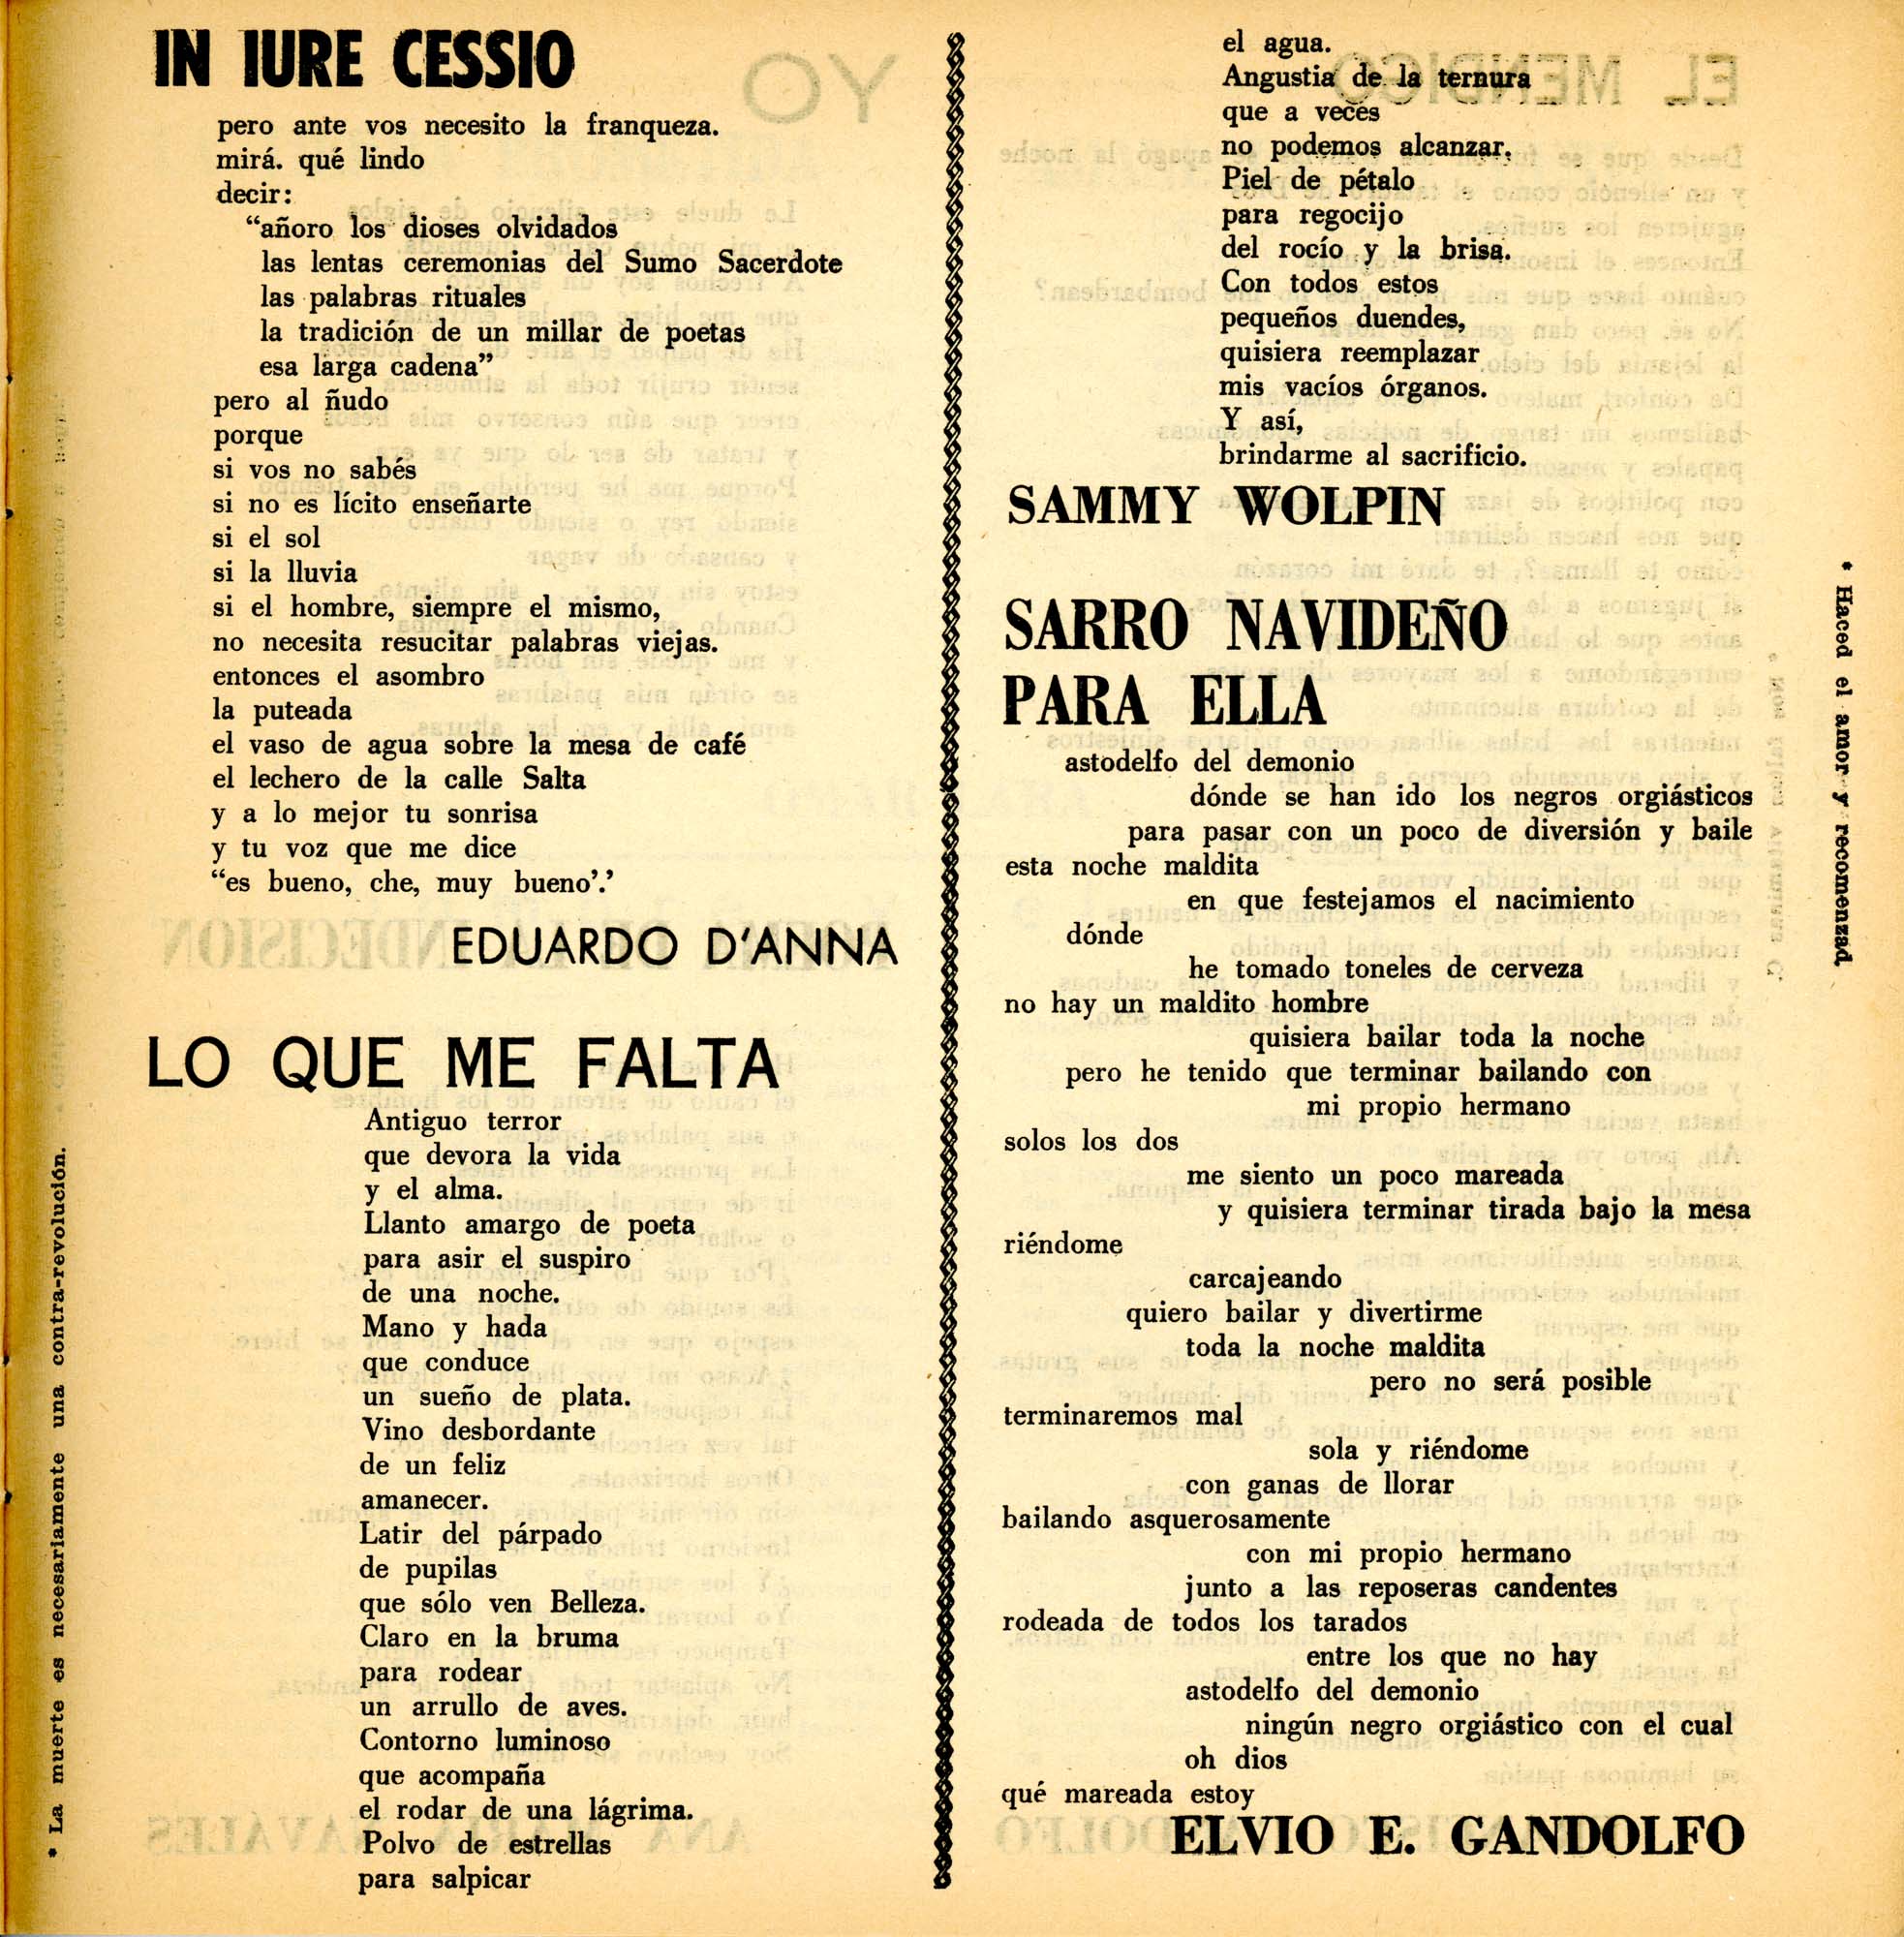 IN IURE CESSIO
pero ante vos necesito la franqueza.
mirá. qué lindo
decir:
“añoro los dioses olvidados
las lentas ceremonias del Sumo Sacerdote
las palabras rituales
la tradición de un millar de poetas
esa larga cadena”
pero al ñudo
porque
si vos no sabés
si no es lícito enseñarte
si el sol
si la lluvia
si el hombre, siempre el mismo,
no necesita resucitar palabras viejas.
entonces el asombro
la puteada
el vaso de agua sobre la mesa de café
el lechero de la calle Salta
y a lo mejor tu sonrisa
y tu voz que me dice
“es bueno, che, muy bueno’.’
EDUARDO D’ANNA
LO QUE ME FALTA
Antiguo terror
que devora la vida
y el alma.
Llanto amargo de poeta
para asir el suspiro
de una noche.
Mano y hada
que conduce
un sueño de plata.
Vino desbordante
de un feliz
amanecer.
Latir del párpado
de pupilas
que sólo ven Belleza.
Claro en la bruma
para rodear
un arrullo de aves.
Contorno luminoso
que acompaña
el rodar de una lágrima.
Polvo de estrellas
para salpicar
el agua.
Angustia de la ternura
que a veces
no podemos alcanzar.
Piel de pétalo
para regocijo
del rocío y la brisa.
Con todos estos
pequeños duendes,
quisiera reemplazar
mis vacíos órganos.
Y así,
brindarme al sacrificio.
SAMMY WOLPIN
SARRO NAVIDEÑO
PARA ELLA
astodelfo del demonio
dónde se han ido los negros orgiásticos
para pasar con un poco de diversión y baile
esta noche maldita
en que festejamos el nacimiento
dónde
he tomado toneles de cerveza
no hay un maldito hombre
quisiera bailar toda la noche
pero he tenido que terminar bailando con
mi propio hermano
solos los dos
me siento un poco mareada
y quisiera terminar tirada bajo la mesa
riéndome
carcajeando
quiero bailar y divertirme
toda la noche maldita
pero no será posible
terminaremos mal
sola y riéndome
con ganas de llorar
bailando asquerosamente
con mi propio hermano
junto a las reposeras candentes
rodeada de todos los tarados
entre los que no hay
astodelfo del demonio
ningún negro orgiástico con el cual
oh dios
qué mareada estoy
ELVIO E. GANDOLFO
* La muerte es necesariamente una contra-revolución.
* Haced el amor y recomenzad.